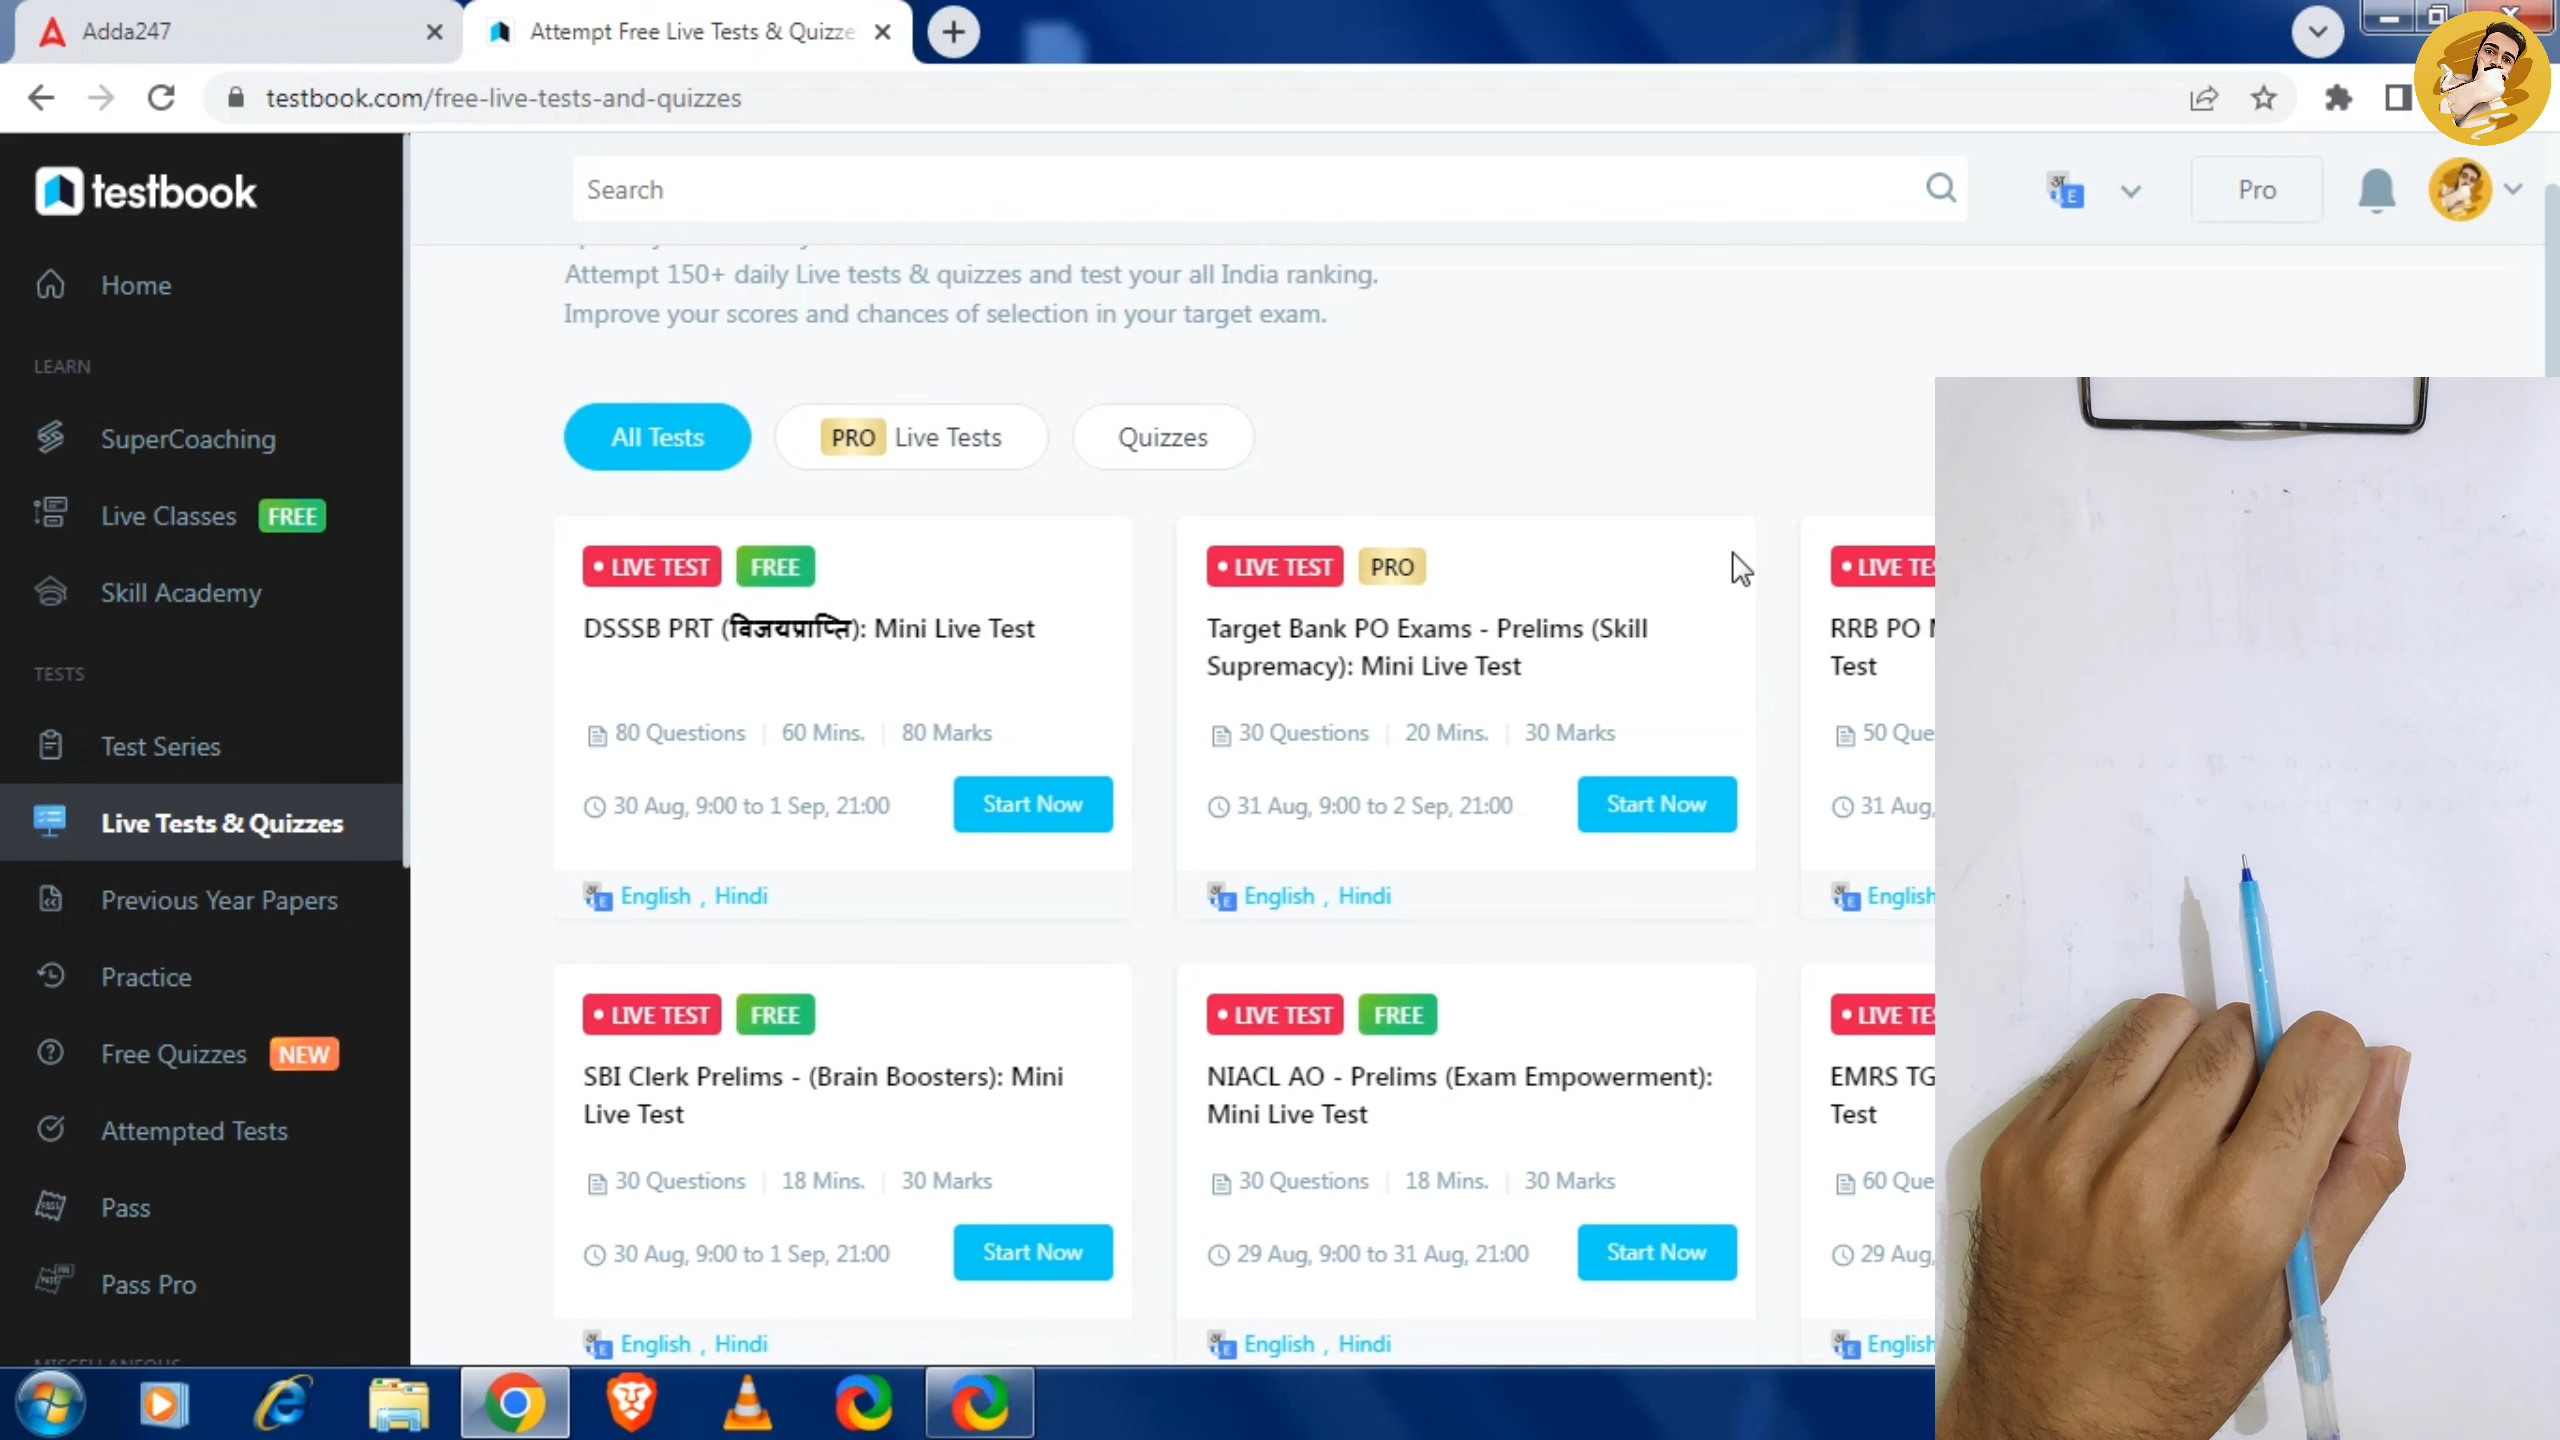 Adda247
Attempt Free Live Tests & Quizze
testbook.com/free-live-tests-and-quizzes
testbook
Search
Pro
Home
LEARN
SuperCoaching
Live Classes FREE
Skill Academy
TESTS
Test Series
Live Tests & Quizzes
Previous Year Papers
Practice
Free Quizzes NEW
Attempted Tests
Pass
Pass Pro
Attempt 150+ daily Live tests & quizzes and test your all India ranking.
Improve your scores and chances of selection in your target exam.
All Tests
PRO Live Tests
Quizzes
LIVE TEST FREE
DSSSB PRT (विजयप्राप्ति): Mini Live Test
80 Questions | 60 Mins. | 80 Marks
30 Aug, 9:00 to 1 Sep, 21:00
Start Now
English , Hindi
LIVE TEST PRO
Target Bank PO Exams - Prelims (Skill
Supremacy): Mini Live Test
30 Questions | 20 Mins. | 30 Marks
31 Aug, 9:00 to 2 Sep, 21:00
Start Now
English , Hindi
LIVE TE
RRB PO
Test
50 Que
31 Aug,
English
LIVE TEST FREE
SBI Clerk Prelims - (Brain Boosters): Mini
Live Test
30 Questions | 18 Mins. | 30 Marks
30 Aug, 9:00 to 1 Sep, 21:00
Start Now
English , Hindi
LIVE TEST FREE
NIACL AO - Prelims (Exam Empowerment):
Mini Live Test
30 Questions | 18 Mins. | 30 Marks
29 Aug, 9:00 to 31 Aug, 21:00
Start Now
English , Hindi
LIVE TE
EMRS TG
Test
60 Que
29 Aug,
English